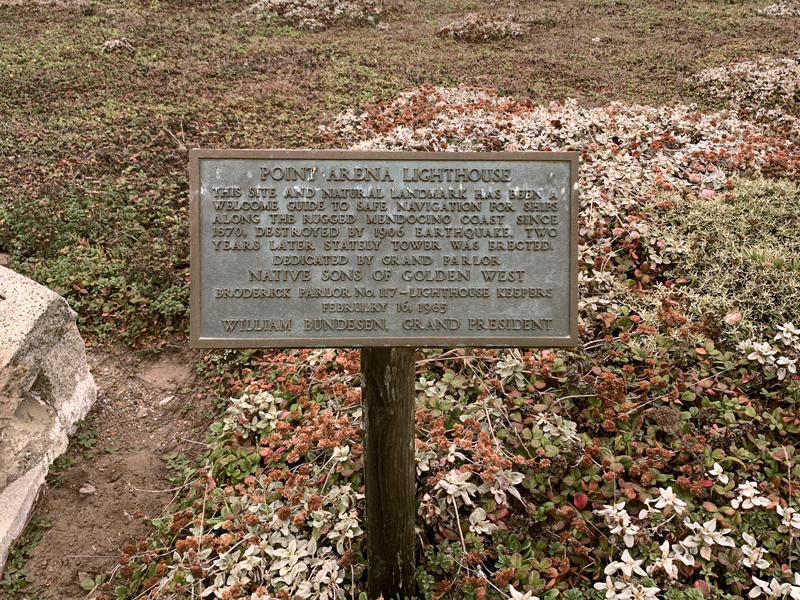 POINT ARENA LIGHTHOUSE
THIS SITE AND NATURAL LANDMARK HAS BEEN A
WELCOME GUIDE TO SAFE NAVIGATION FOR SHIPS
ALONG THE RUGGED MENDOCINO COAST SINCE
1870, DESTROYED BY 1906 EARTHQUAKE, TWO
YEARS LATER STATELY TOWER WAS ERECTED.
DEDICATED BY GRAND PARLOR
NATIVE SONS OF GOLDEN WEST
BRODERICK PARLOR NO. 117 – LIGHTHOUSE KEEPERS
FEBRUARY 16, 1985
WILLIAM BUNDESEN, GRAND PRESIDENT